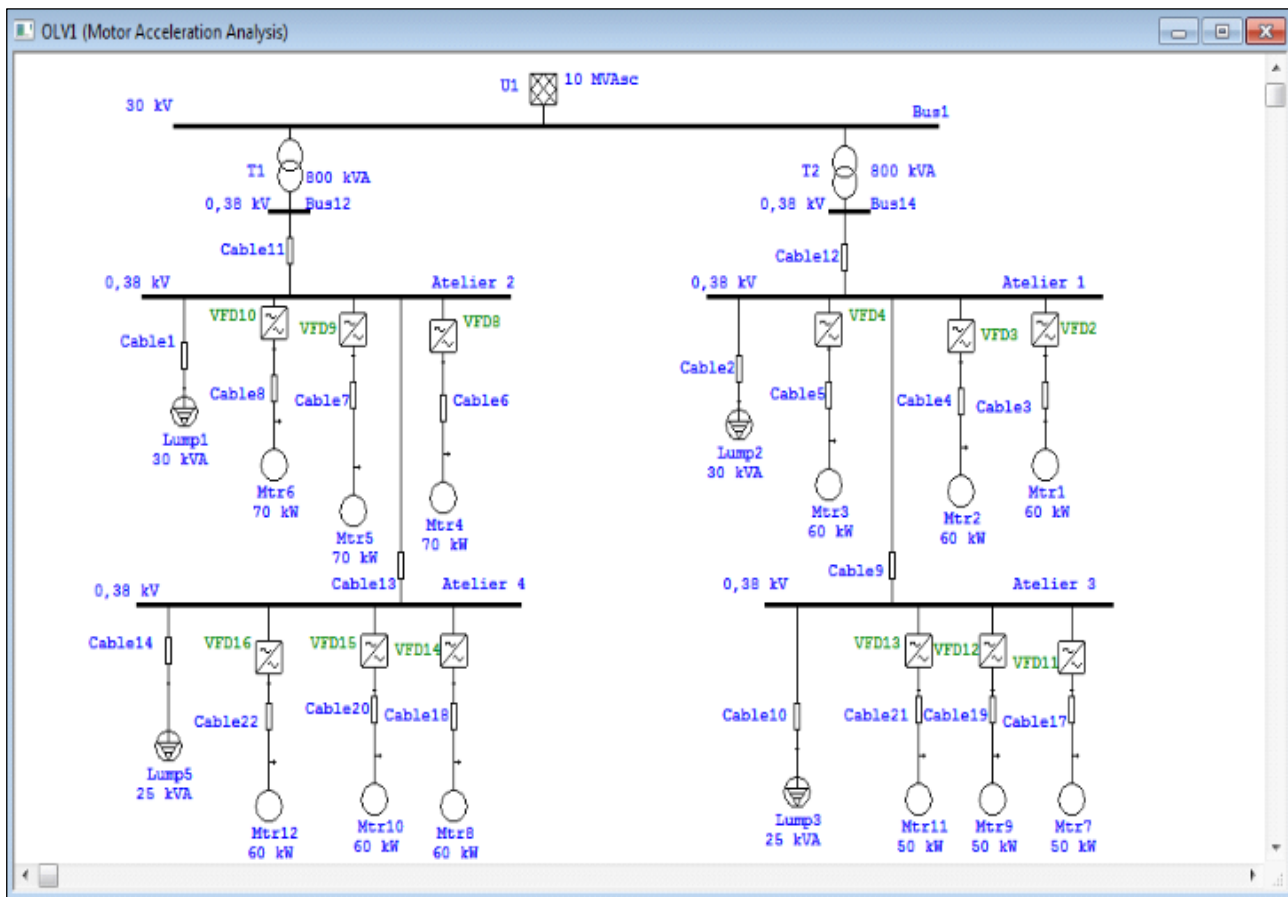 OLV1 (Motor Acceleration Analysis)
U1
10 MVAsc
30 kV
Bus1
T1
800 kVA
T2
800 kVA
0,38 kV
Bus12
0,38 kV
Bus14
Cable11
Cable12
0,38 kV
Atelier 2
0,38 kV
Atelier 1
VFD10
VFD9
VFD8
VFD4
VFD3
VFD2
Cable1
Cable8
Cable7
Cable6
Cable2
Cable5
Cable4
Cable3
Lump1
30 kVA
Mtr6
70 kW
Mtr5
70 kW
Mtr4
70 kW
Lump2
30 kVA
Mtr3
60 kW
Mtr2
60 kW
Mtr1
60 kW
0,38 kV
Cable13
Atelier 4
0,38 kV
Cable9
Atelier 3
Cable14
VFD16
VFD15
VFD14
VFD13
VFD12
VFD11
Cable22
Cable20
Cable18
Cable10
Cable21
Cable19
Cable17
Lump5
25 kVA
Mtr12
60 kW
Mtr10
60 kW
Mtr8
60 kW
Lump3
25 kVA
Mtr11
50 kW
Mtr9
50 kW
Mtr7
50 kW